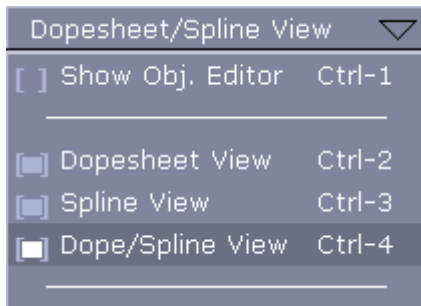 Dopesheet/Spline View
Show Obj. Editor Ctrl-1
Dopesheet View Ctrl-2
Spline View Ctrl-3
Dope/Spline View Ctrl-4